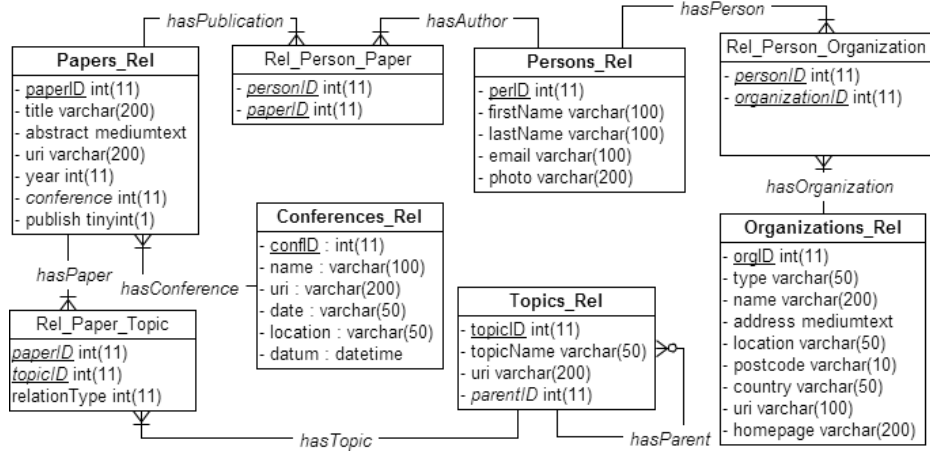 hasPublication
hasAuthor
hasPerson
Papers_Rel
- paperID int(11)
- title varchar(200)
- abstract mediumtext
- uri varchar(200)
- year int(11)
- conference int(11)
- publish tinyint(1)
Rel_Person_Paper
- personID int(11)
- paperID int(11)
Persons_Rel
- perID int(11)
- firstName varchar(100)
- lastName varchar(100)
- email varchar(100)
- photo varchar(200)
Rel_Person_Organization
- personID int(11)
- organizationID int(11)
hasOrganization
hasPaper
hasConference
Conferences_Rel
- confID : int(11)
- name : varchar(100)
- uri : varchar(200)
- date : varchar(50)
- location : varchar(50)
- datum : datetime
Organizations_Rel
- orgID int(11)
- type varchar(50)
- name varchar(200)
- address mediumtext
- location varchar(50)
- postcode varchar(10)
- country varchar(50)
- uri varchar(100)
- homepage varchar(200)
Rel_Paper_Topic
paperID int(11)
topicID int(11)
relationType int(11)
Topics_Rel
- topicID int(11)
- topicName varchar(50)
- uri varchar(200)
- parentID int(11)
hasTopic
hasParent